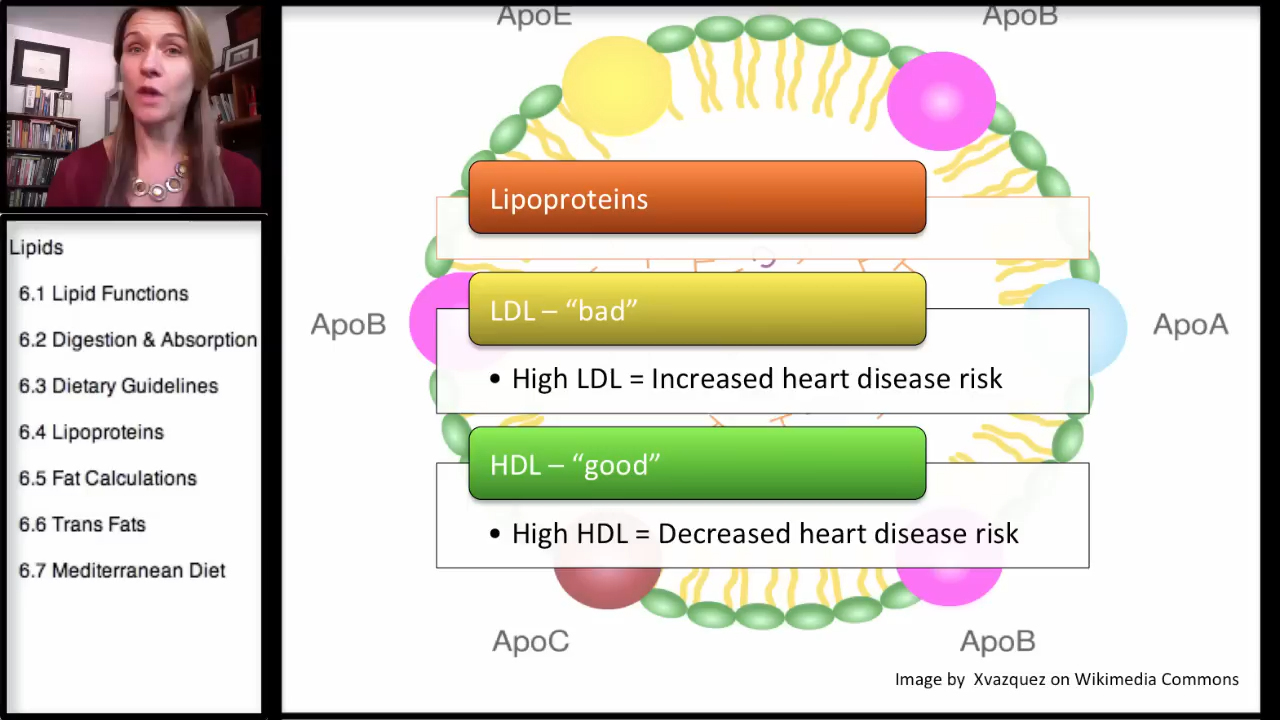 Lipids
6.1 Lipid Functions
6.2 Digestion & Absorption
6.3 Dietary Guidelines
6.4 Lipoproteins
6.5 Fat Calculations
6.6 Trans Fats
6.7 Mediterranean Diet
ApoE
ApoB
Lipoproteins
LDL – “bad”
ApoB
ApoA
• High LDL = Increased heart disease risk
HDL – “good”
• High HDL = Decreased heart disease risk
ApoC
ApoB
Image by Xvazquez on Wikimedia Commons